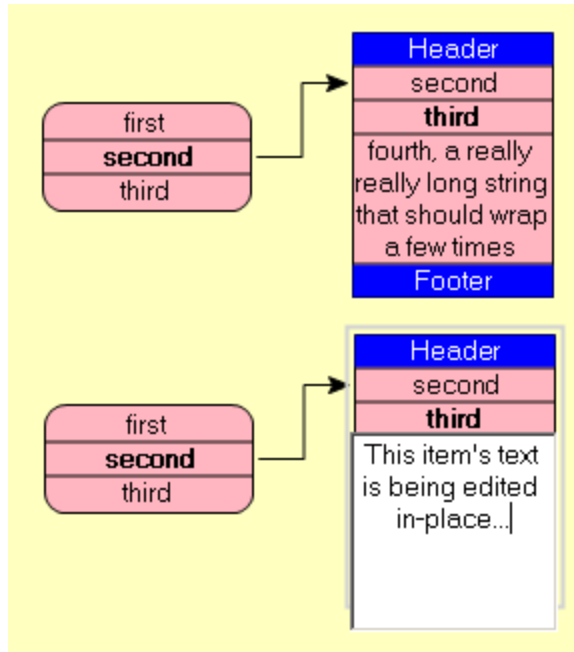 first
second
third
Header
second
third
fourth, a really
really long string
that should wrap
a few times
Footer
first
second
third
Header
second
third
This item's text
is being edited
in-place...